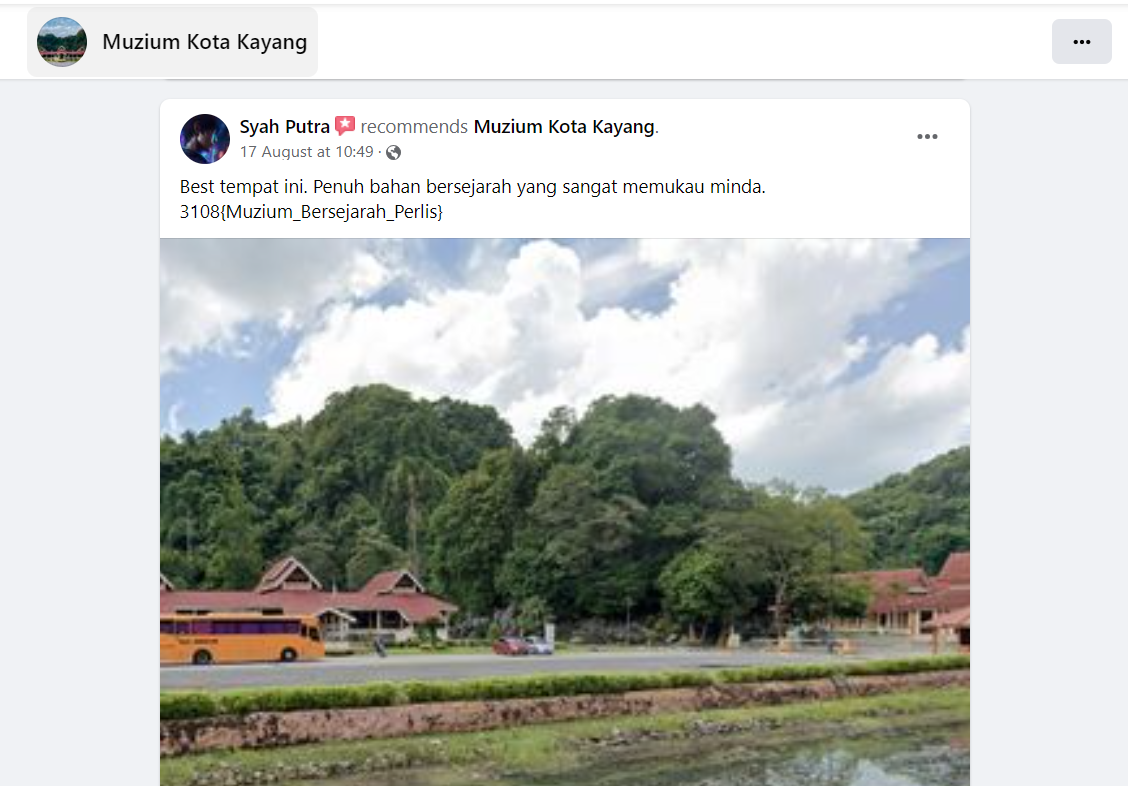 Muzium Kota Kayang
Syah Putra recommends Muzium Kota Kayang.
17 August at 10:49 ·
Best tempat ini. Penuh bahan bersejarah yang sangat memukau minda.
3108{Muzium_Bersejarah_Perlis}